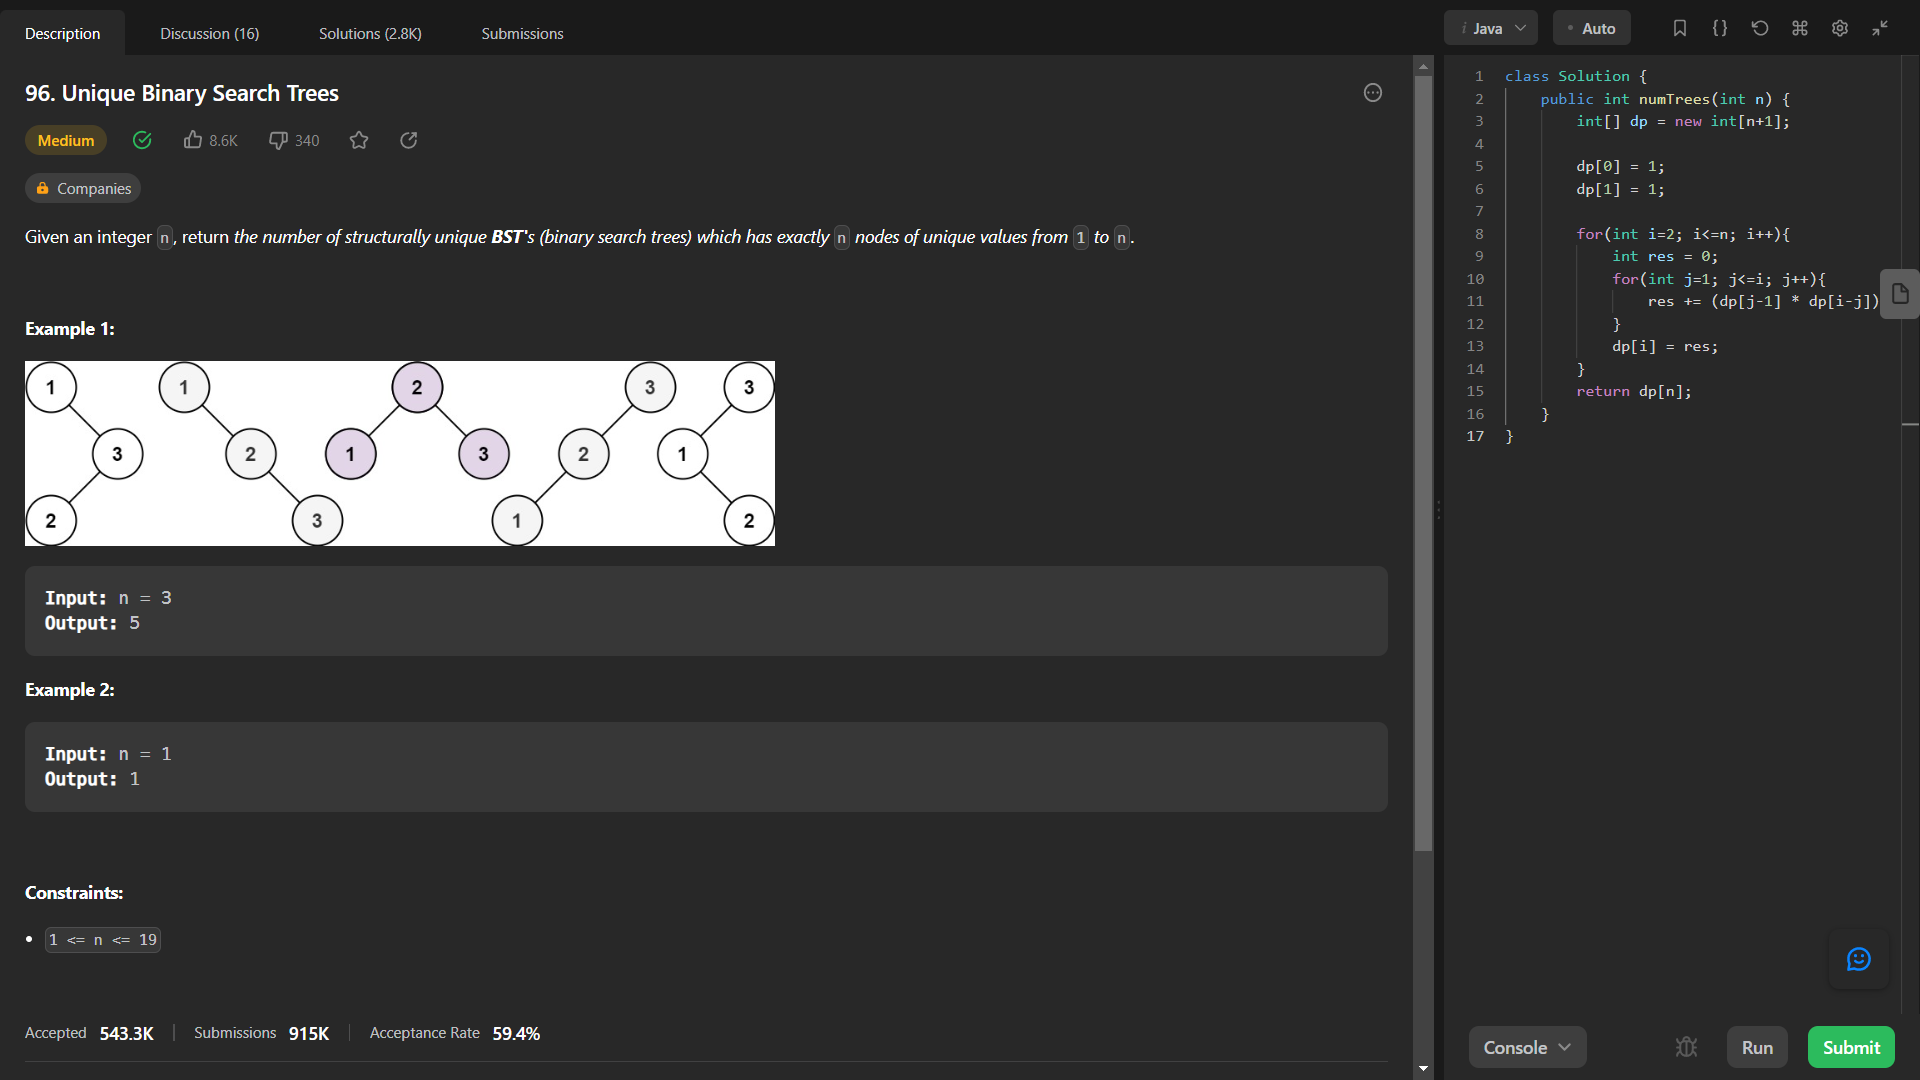 Description
Discussion (16)
Solutions (2.8K)
Submissions
96. Unique Binary Search Trees
Medium
8.6K
340
Companies
Given an integer n, return the number of structurally unique BST's (binary search trees) which has exactly n nodes of unique values from 1 to n.
Example 1:
1 1 2 3 3
3 2 1 3 2 1
2 3 1 2
Input: n = 3
Output: 5
Example 2:
Input: n = 1
Output: 1
Constraints:
• 1 <= n <= 19
Accepted 543.3K
Submissions 915K
Acceptance Rate 59.4%
i Java
• Auto
{}
1 class Solution {
2     public int numTrees(int n) {
3         int[] dp = new int[n+1];
4
5         dp[0] = 1;
6         dp[1] = 1;
7
8         for(int i=2; i<=n; i++){
9             int res = 0;
10             for(int j=1; j<=i; j++){
11                 res += (dp[j-1] * dp[i-j])
12             }
13             dp[i] = res;
14         }
15         return dp[n];
16     }
17 }
Console
Run
Submit